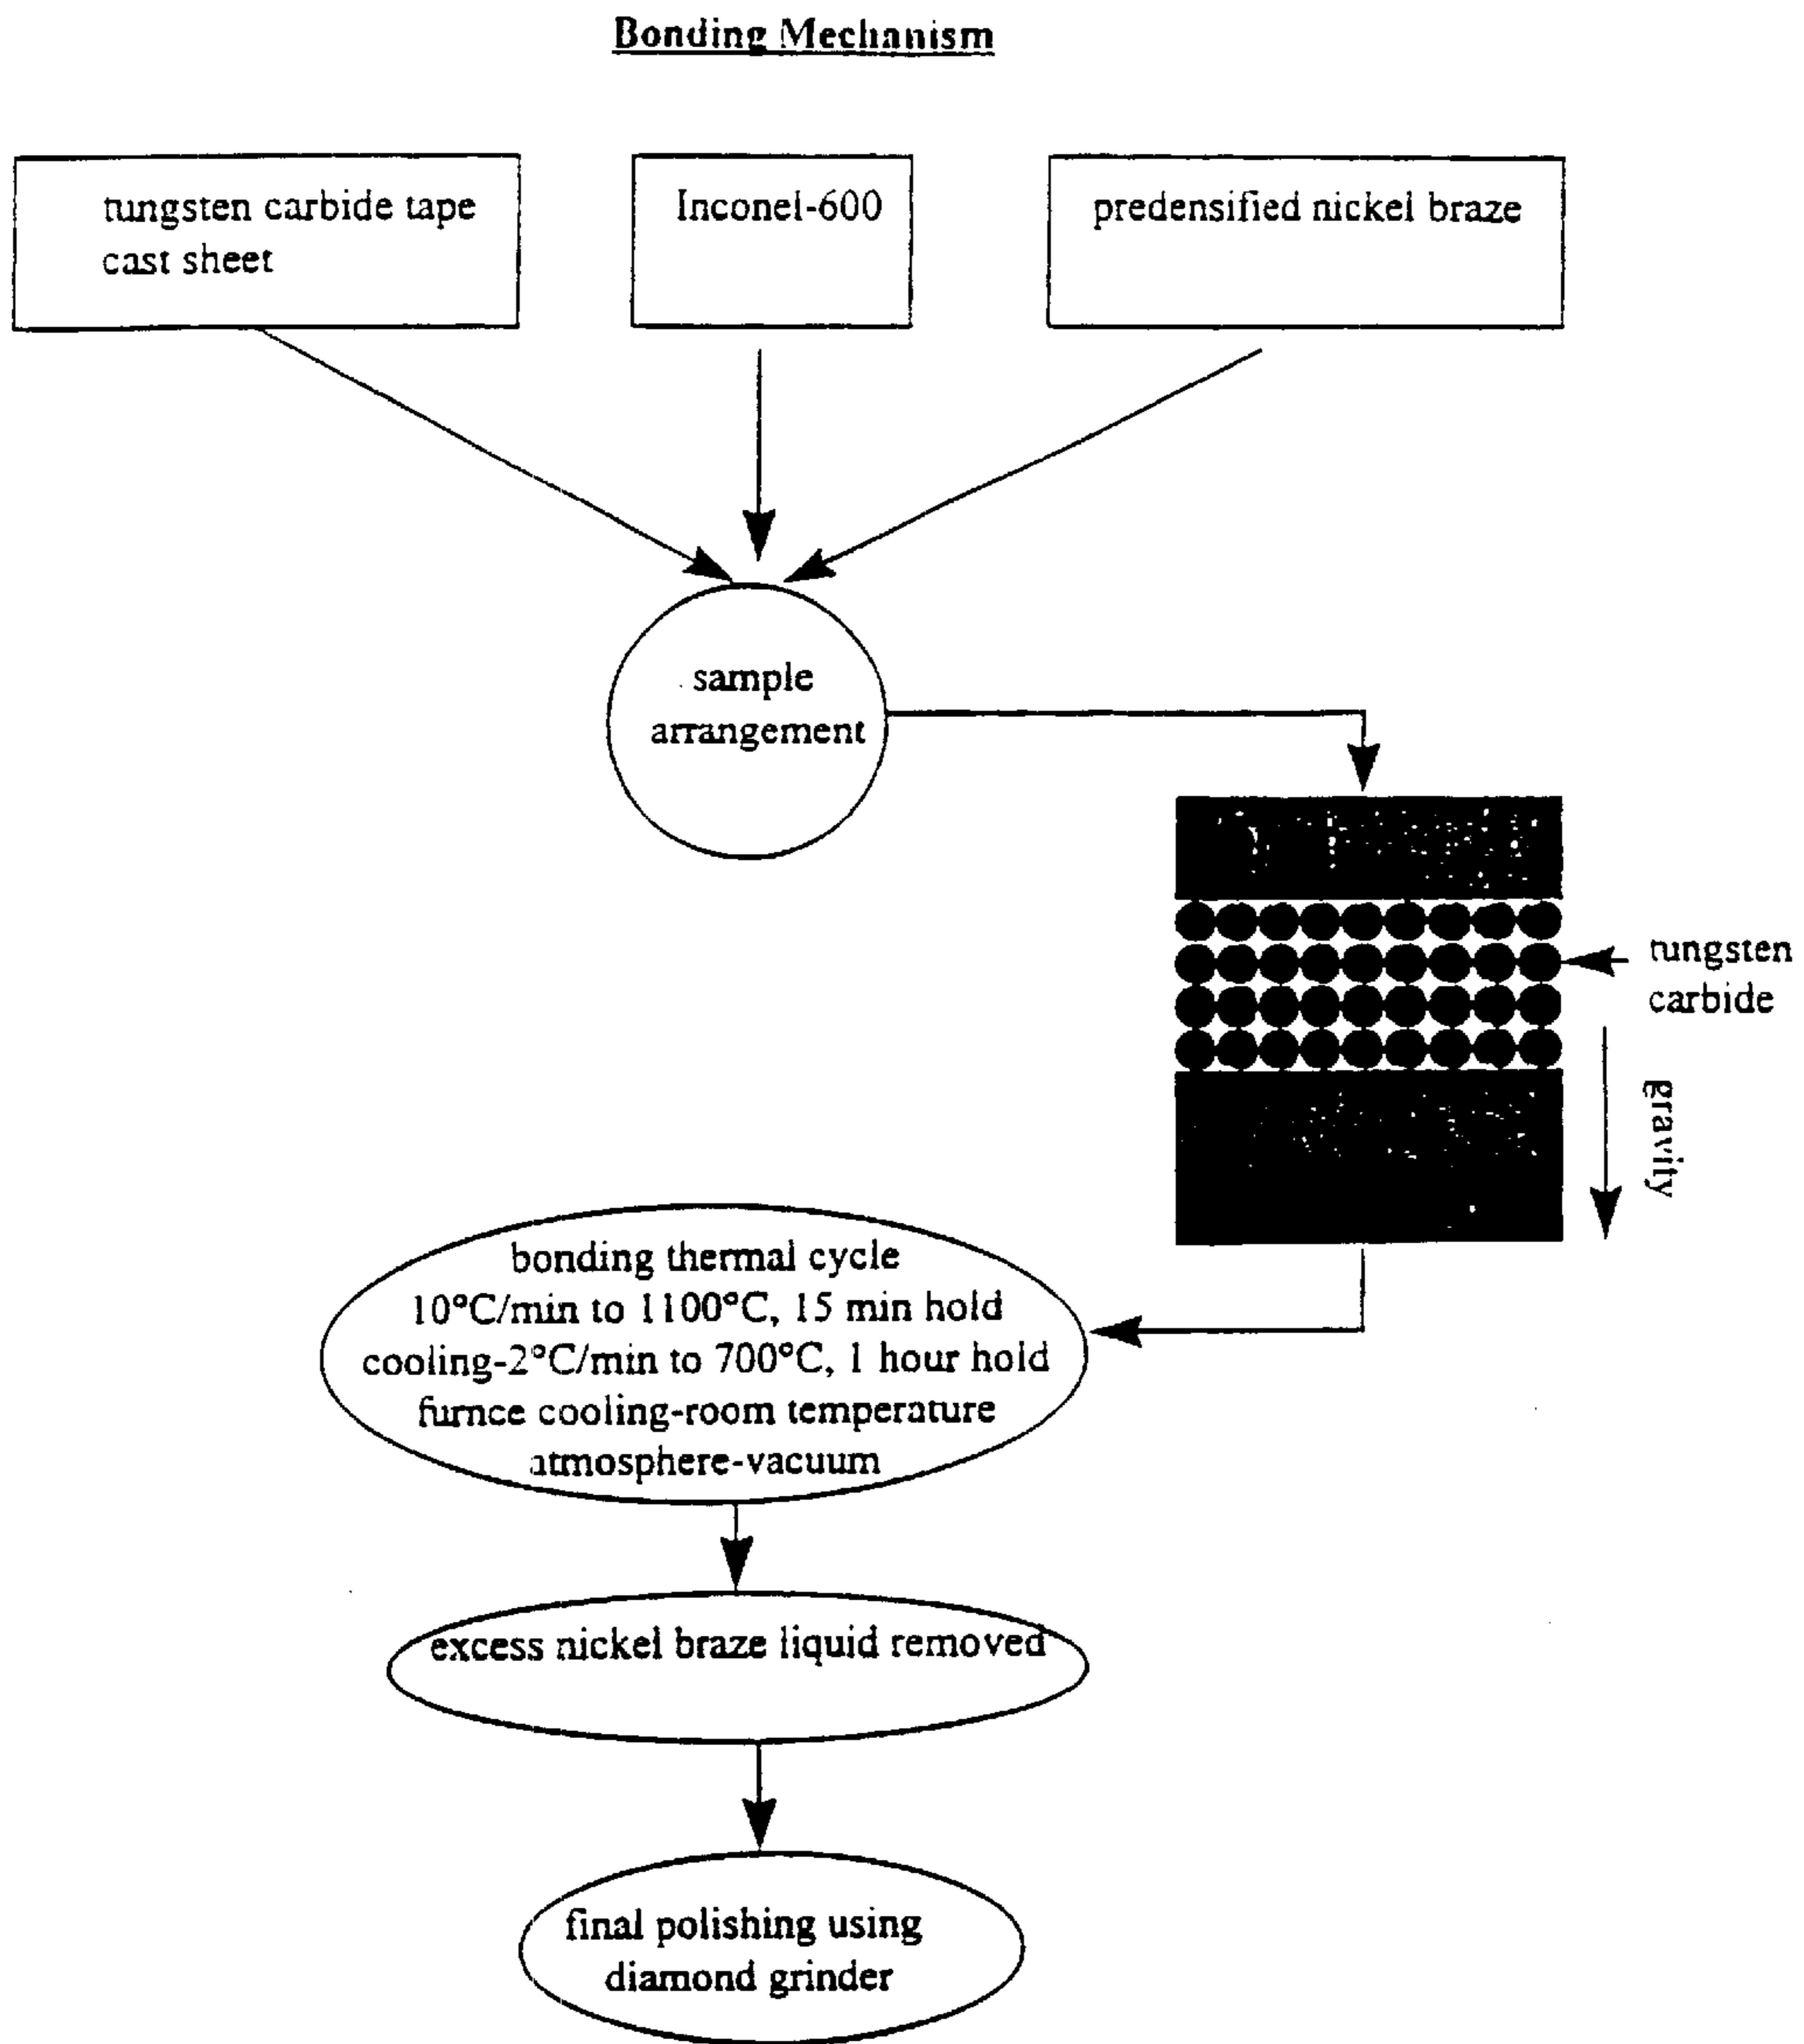 Bonding Mechanism
tungsten carbide tape
cast sheet
Inconel-600
predensified nickel braze
sample
arrangement
tungsten
carbide
gravity
bonding thermal cycle
10°C/min to 1100°C, 15 min hold
cooling-2°C/min to 700°C, 1 hour hold
furnce cooling-room temperature
atmosphere-vacuum
excess nickel braze liquid removed
final polishing using
diamond grinder